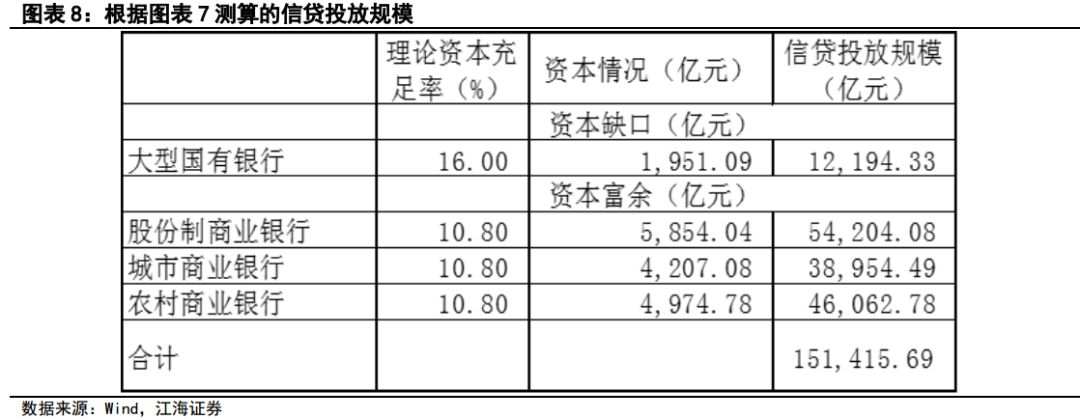 图表 8：根据图表 7 测算的信贷投放规模
理论资本充足率（%） 资本情况（亿元） 信贷投放规模（亿元）
资本缺口（亿元）
大型国有银行 16.00 1,951.09 12,194.33
资本富余（亿元）
股份制商业银行 10.80 5,854.04 54,204.08
城市商业银行 10.80 4,207.08 38,954.49
农村商业银行 10.80 4,974.78 46,062.78
合计 151,415.69
数据来源：Wind，江海证券